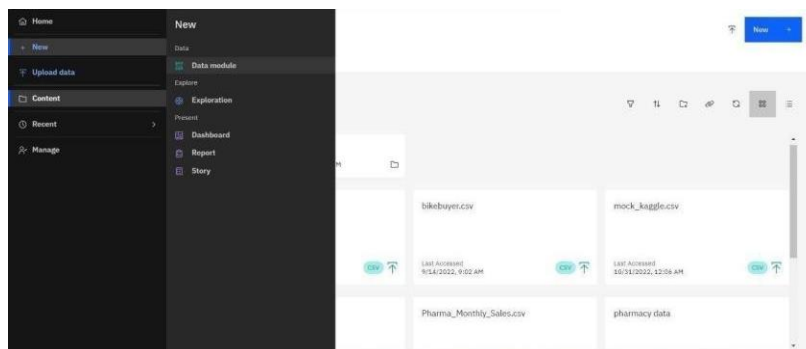 Home
New
Upload data
Content
Recent
Manage
New
Data
Data module
Explore
Exploration
Present
Dashboard
Report
Story
New +
M
bikebuyer.csv
mock_kaggle.csv
CSV
Last Accessed
9/14/2022, 9:02 AM
CSV
Last Accessed
10/31/2022, 12:06 AM
CSV
Pharma_Monthly_Sales.csv
pharmacy data